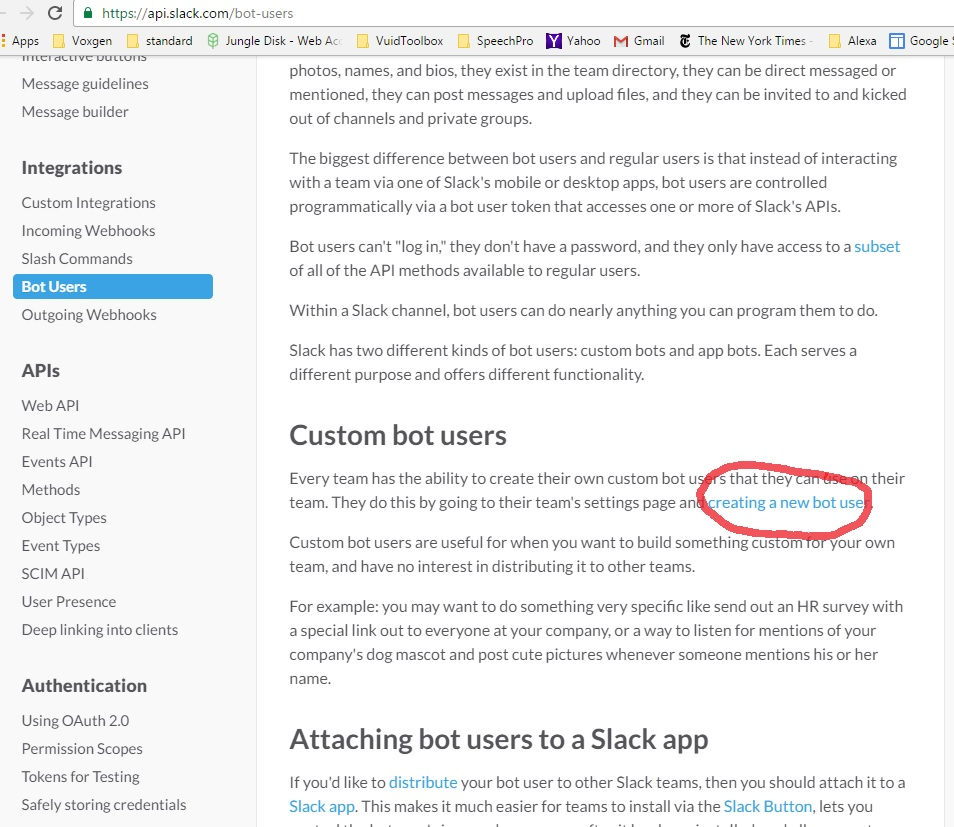 https://api.slack.com/bot-users
Apps Voxgen standard Jungle Disk - Web Acc VuidToolbox SpeechPro Yahoo Gmail The New York Times - Alexa Google S
Interactive buttons
Message guidelines
Message builder
Integrations
Custom Integrations
Incoming Webhooks
Slash Commands
Bot Users
Outgoing Webhooks
APIs
Web API
Real Time Messaging API
Events API
Methods
Object Types
Event Types
SCIM API
User Presence
Deep linking into clients
Authentication
Using OAuth 2.0
Permission Scopes
Tokens for Testing
Safely storing credentials
photos, names, and bios, they exist in the team directory, they can be direct messaged or
mentioned, they can post messages and upload files, and they can be invited to and kicked
out of channels and private groups.
The biggest difference between bot users and regular users is that instead of interacting
with a team via one of Slack's mobile or desktop apps, bot users are controlled
programmatically via a bot user token that accesses one or more of Slack's APIs.
Bot users can't "log in," they don't have a password, and they only have access to a subset
of all of the API methods available to regular users.
Within a Slack channel, bot users can do nearly anything you can program them to do.
Slack has two different kinds of bot users: custom bots and app bots. Each serves a
different purpose and offers different functionality.
Custom bot users
Every team has the ability to create their own custom bot users that they can use on their
team. They do this by going to their team's settings page and creating a new bot user.
Custom bot users are useful for when you want to build something custom for your own
team, and have no interest in distributing it to other teams.
For example: you may want to do something very specific like send out an HR survey with
a special link out to everyone at your company, or a way to listen for mentions of your
company's dog mascot and post cute pictures whenever someone mentions his or her
name.
Attaching bot users to a Slack app
If you'd like to distribute your bot user to other Slack teams, then you should attach it to a
Slack app. This makes it much easier for teams to install via the Slack Button, lets you